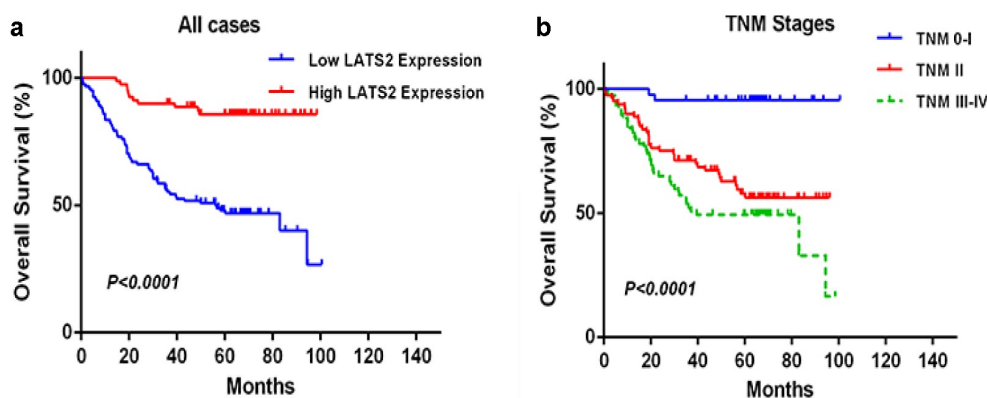 a
All cases
Low LATS2 Expression
High LATS2 Expression
Overall Survival (%)
100
50
0
P<0.0001
0 20 40 60 80 100 120 140
Months
b
TNM Stages
TNM 0-I
TNM II
TNM III-IV
Overall Survival (%)
100
50
0
P<0.0001
0 20 40 60 80 100 120 140
Months